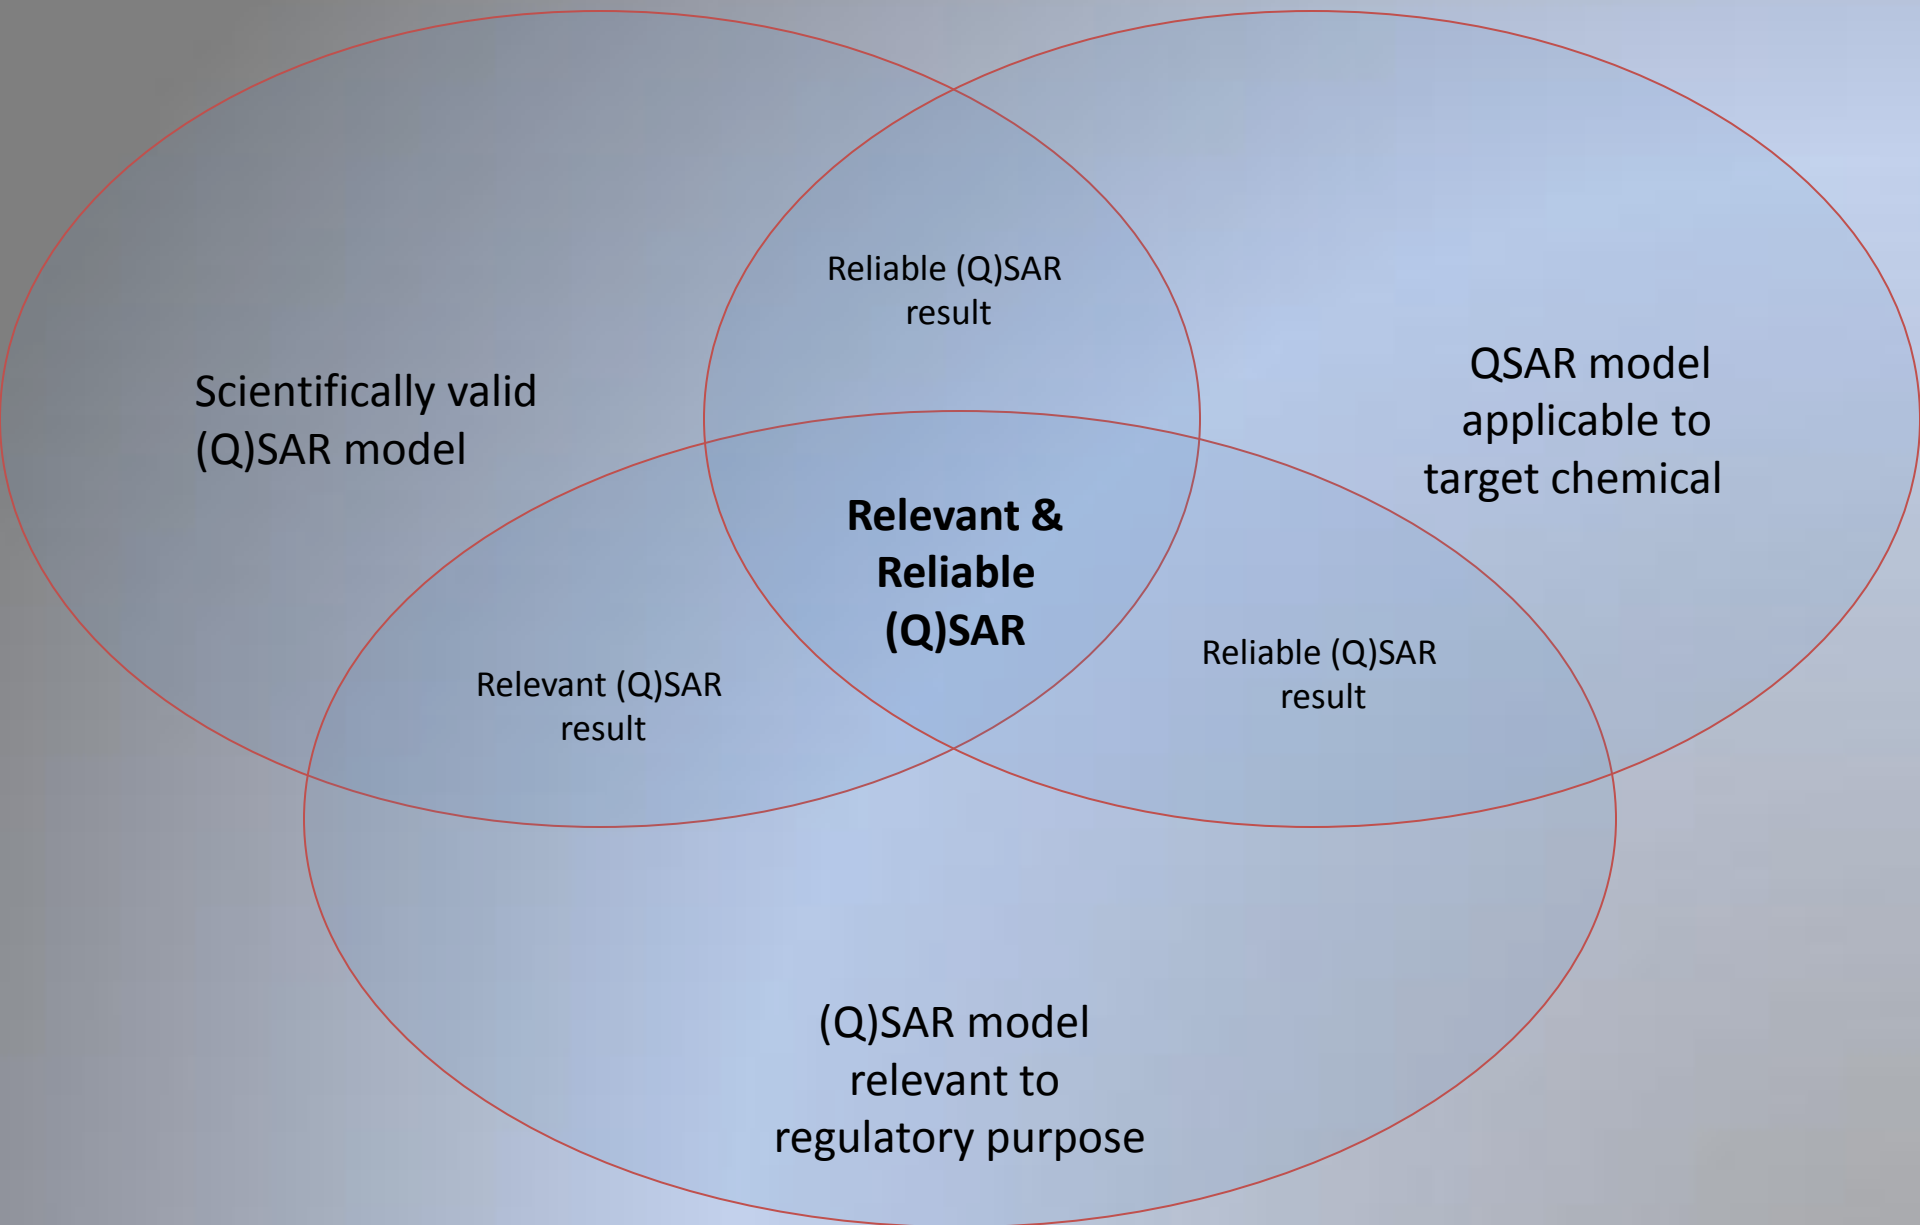 Reliable (Q)SAR
result
Scientifically valid
(Q)SAR model
QSAR model
applicable to
target chemical
Relevant &
Reliable
(Q)SAR
Relevant (Q)SAR
result
Reliable (Q)SAR
result
(Q)SAR model
relevant to
regulatory purpose